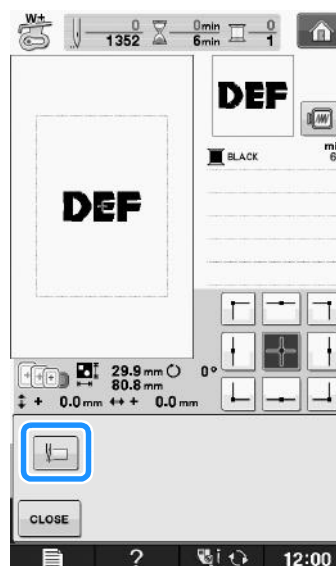 W+
0
1352
0min
6min
0
1
DEF
BLACK
mi
6
DEF
29.9 mm
80.8 mm
0°
+ 0.0 mm
+ 0.0 mm
CLOSE
?
12:00